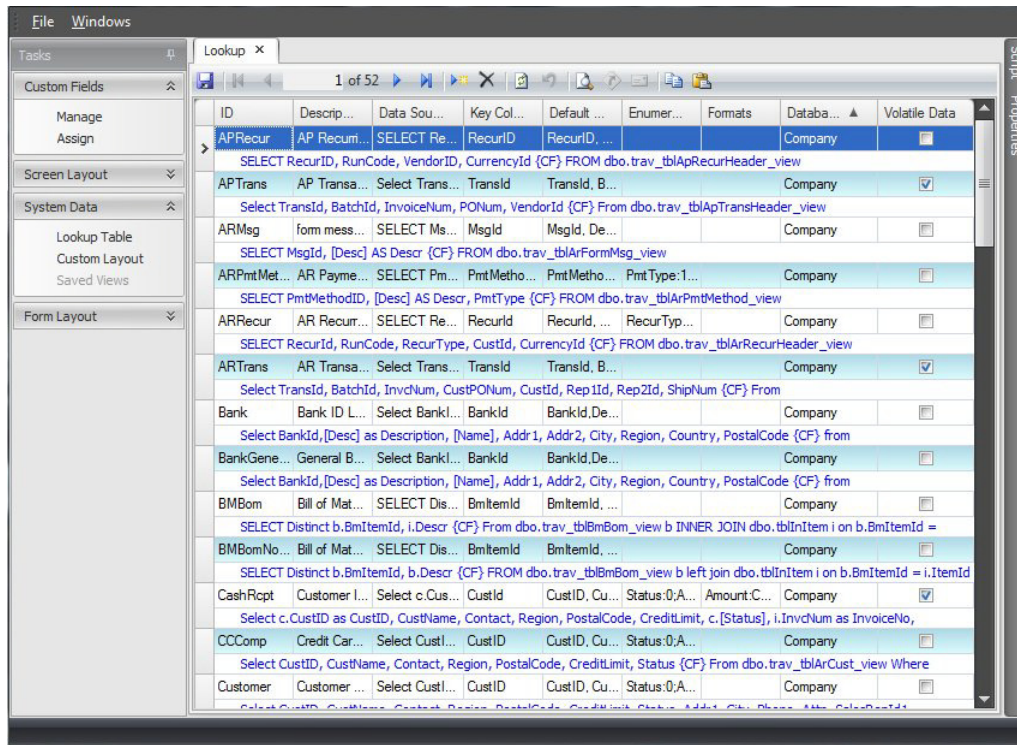 File Windows
Tasks
Custom Fields
Manage
Assign
Screen Layout
System Data
Lookup Table
Custom Layout
Saved Views
Form Layout
Lookup ×
1 of 52
ID Descrip... Data Sou... Key Col... Default ... Enumer... Formats Databa... Volatile Data
APRecur AP Recurri... SELECT Re... RecurID RecurID, ... Company
SELECT RecurID, RunCode, VendorID, CurrencyId {CF} FROM dbo.trav_tblApRecurHeader_view
APTrans AP Transa... Select Trans... TransId TransId, B... Company
Select TransId, BatchId, InvoiceNum, PONum, VendorId {CF} From dbo.trav_tblApTransHeader_view
ARMsg form mess... SELECT Ms... MsgId MsgId, De... Company
SELECT MsgId, [Desc] AS Descr {CF} FROM dbo.trav_tblArFormMsg_view
ARPmtMet... AR Payme... SELECT Pm... PmtMetho... PmtMetho... PmtType:1... Company
SELECT PmtMethodID, [Desc] AS Descr, PmtType {CF} FROM dbo.trav_tblArPmtMethod_view
ARRecur AR Recurr... SELECT Re... RecurId RecurId, ... RecurTyp... Company
SELECT RecurId, RunCode, RecurType, CustId, CurrencyId {CF} FROM dbo.trav_tblArRecurHeader_view
ARTrans AR Transa... Select Trans... TransId TransId, B... Company
Select TransId, BatchId, InvcNum, CustPONum, CustId, Rep1Id, Rep2Id, ShipNum {CF} From
Bank Bank ID L... Select BankI... BankId BankId,De... Company
Select BankId,[Desc] as Description, [Name], Addr1, Addr2, City, Region, Country, PostalCode {CF} from
BankGene... General B... Select BankI... BankId BankId,De... Company
Select BankId,[Desc] as Description, [Name], Addr1, Addr2, City, Region, Country, PostalCode {CF} from
BMBom Bill of Mat... SELECT Dis... BmItemId BmItemId, ... Company
SELECT Distinct b.BmItemId, i.Descr {CF} From dbo.trav_tblBmBom_view b INNER JOIN dbo.tblInItem i on b.BmItemId =
BMBomNo... Bill of Mat... SELECT Dis... BmItemId BmItemId, ... Company
SELECT Distinct b.BmItemId, b.Descr {CF} FROM dbo.trav_tblBmBom_view b left join dbo.tblInItem i on b.BmItemId = i.ItemId
CashRcpt Customer I... Select c.Cus... CustId CustID, Cu... Status:0;A... Amount:C... Company
Select c.CustID as CustID, CustName, Contact, Region, PostalCode, CreditLimit, c.[Status], i.InvcNum as InvoiceNo,
CCComp Credit Car... Select CustI... CustID CustID, Cu... Status:0;A... Company
Select CustID, CustName, Contact, Region, PostalCode, CreditLimit, Status {CF} From dbo.trav_tblArCust_view Where
Customer Customer ... Select CustI... CustID CustID, Cu... Status:0;A... Company
Select CustID, CustName, Contact, Region, PostalCode, CreditLimit, Status, Addr1, City, Phone, Attn, SalesRepId1,
Script Properties